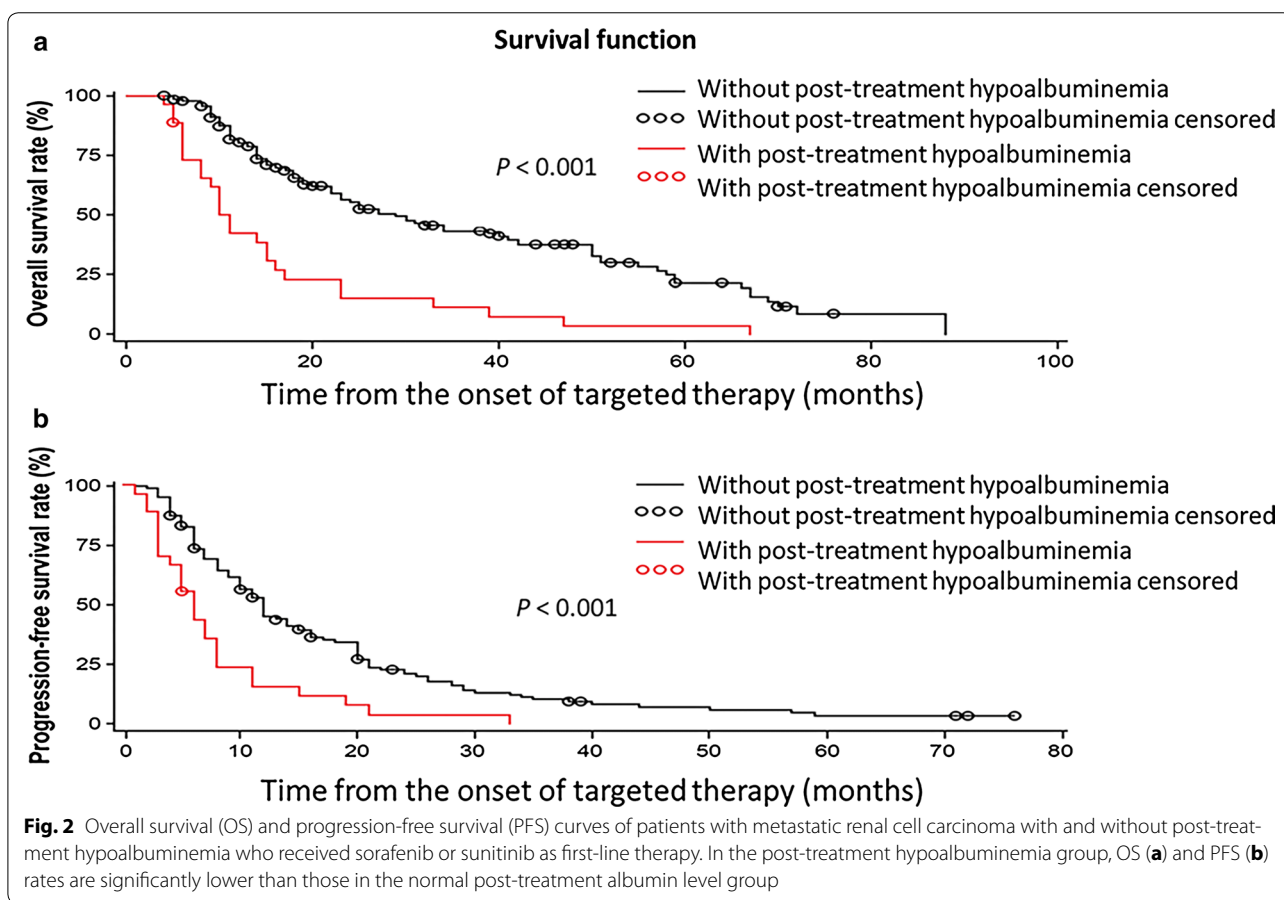 a
Survival function
Overall survival rate (%)
100
75
50
25
0
P < 0.001
Without post-treatment hypoalbuminemia
Without post-treatment hypoalbuminemia censored
With post-treatment hypoalbuminemia
With post-treatment hypoalbuminemia censored
0 20 40 60 80 100
Time from the onset of targeted therapy (months)
b
Progression-free survival rate (%)
100
75
50
25
0
P < 0.001
Without post-treatment hypoalbuminemia
Without post-treatment hypoalbuminemia censored
With post-treatment hypoalbuminemia
With post-treatment hypoalbuminemia censored
0 10 20 30 40 50 60 70 80
Time from the onset of targeted therapy (months)
Fig. 2 Overall survival (OS) and progression-free survival (PFS) curves of patients with metastatic renal cell carcinoma with and without post-treat-
ment hypoalbuminemia who received sorafenib or sunitinib as first-line therapy. In the post-treatment hypoalbuminemia group, OS (a) and PFS (b)
rates are significantly lower than those in the normal post-treatment albumin level group